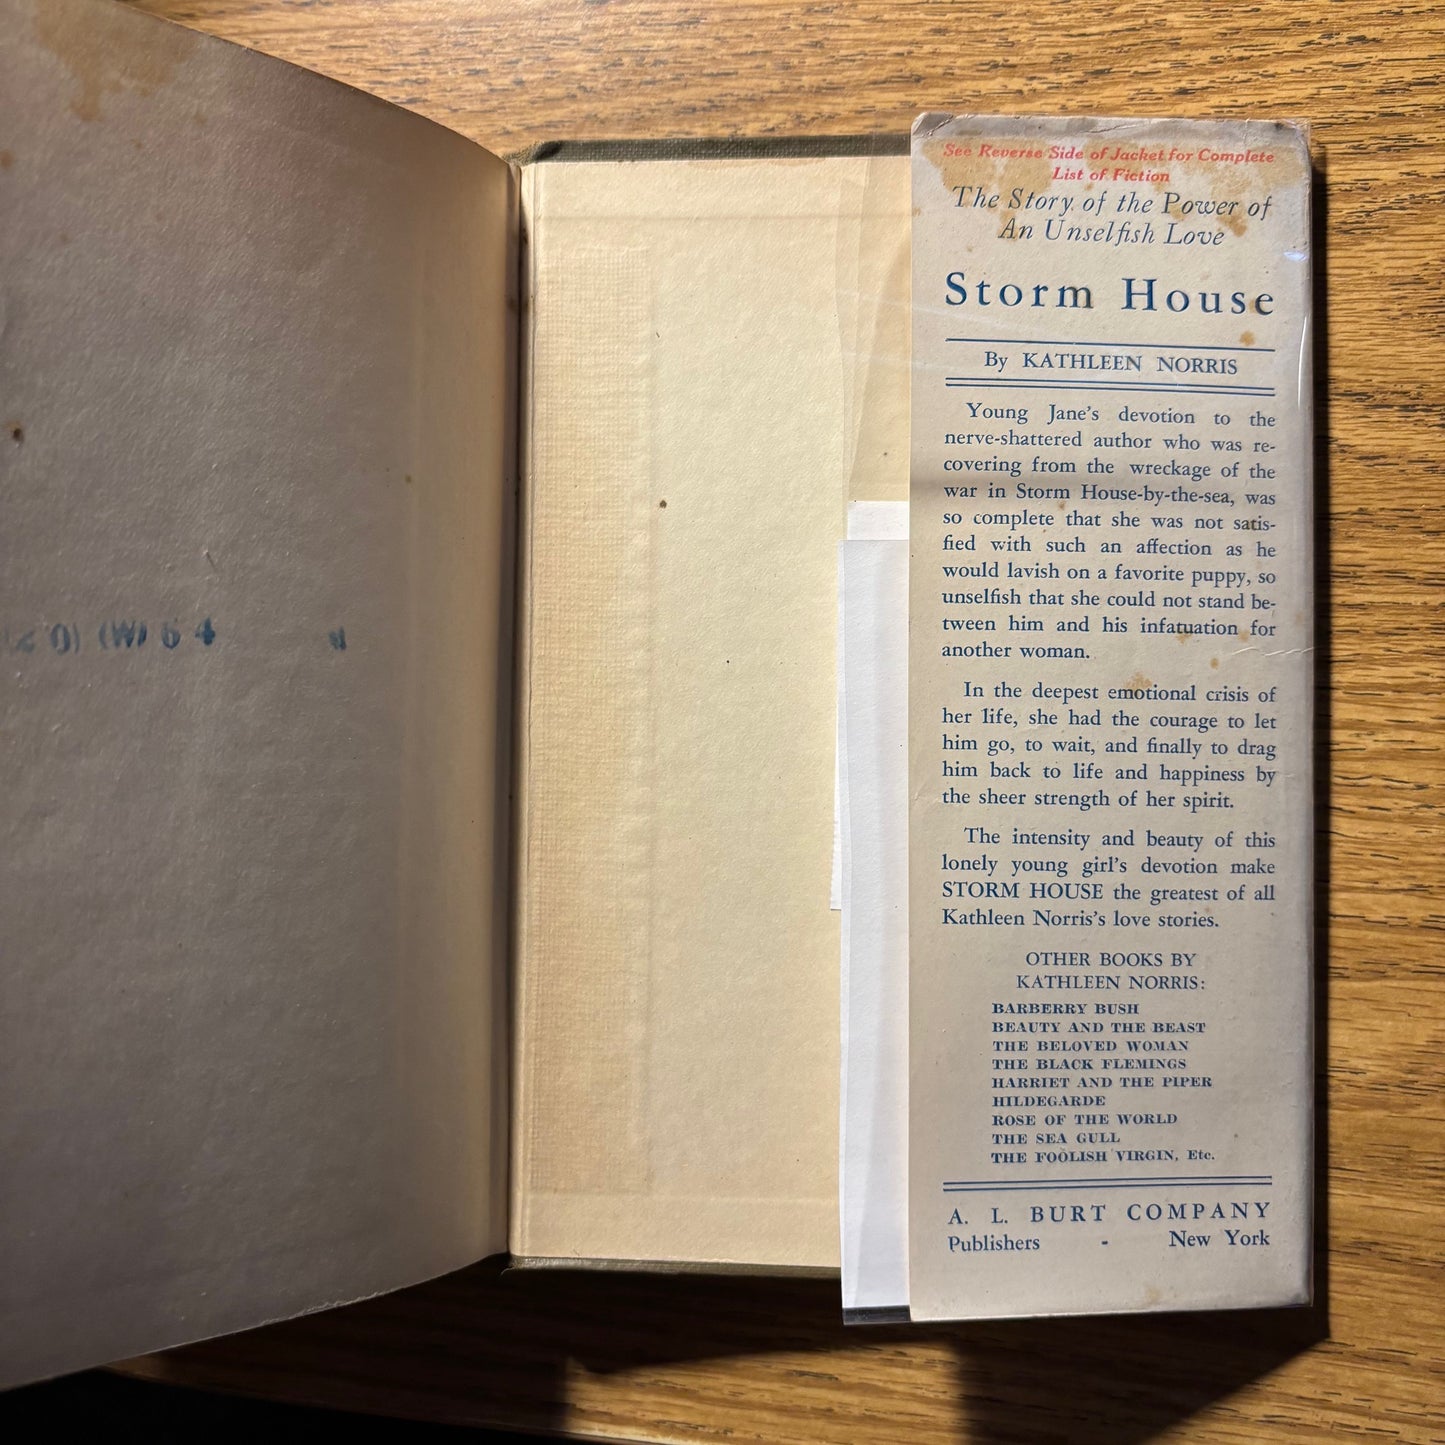 (W) 6 4
See Reverse Side of Jacket for Complete
List of Fiction
The Story of the Power of
An Unselfish Love
Storm House
By KATHLEEN NORRIS
Young Jane's devotion to the
nerve-shattered author who was re-
covering from the wreckage of the
war in Storm House-by-the-sea, was
so complete that she was not satis-
fied with such an affection as he
would lavish on a favorite puppy, so
unselfish that she could not stand be-
tween him and his infatuation for
another woman.
In the deepest emotional crisis of
her life, she had the courage to let
him go, to wait, and finally to drag
him back to life and happiness by
the sheer strength of her spirit.
The intensity and beauty of this
lonely young girl's devotion make
STORM HOUSE the greatest of all
Kathleen Norris's love stories.
OTHER BOOKS BY
KATHLEEN NORRIS:
BARBERRY BUSH
BEAUTY AND THE BEAST
THE BELOVED WOMAN
THE BLACK FLEMINGS
HARRIET AND THE PIPER
HILDEGARDE
ROSE OF THE WORLD
THE SEA GULL
THE FOOLISH VIRGIN, Etc.
A. L. BURT COMPANY
Publishers - New York